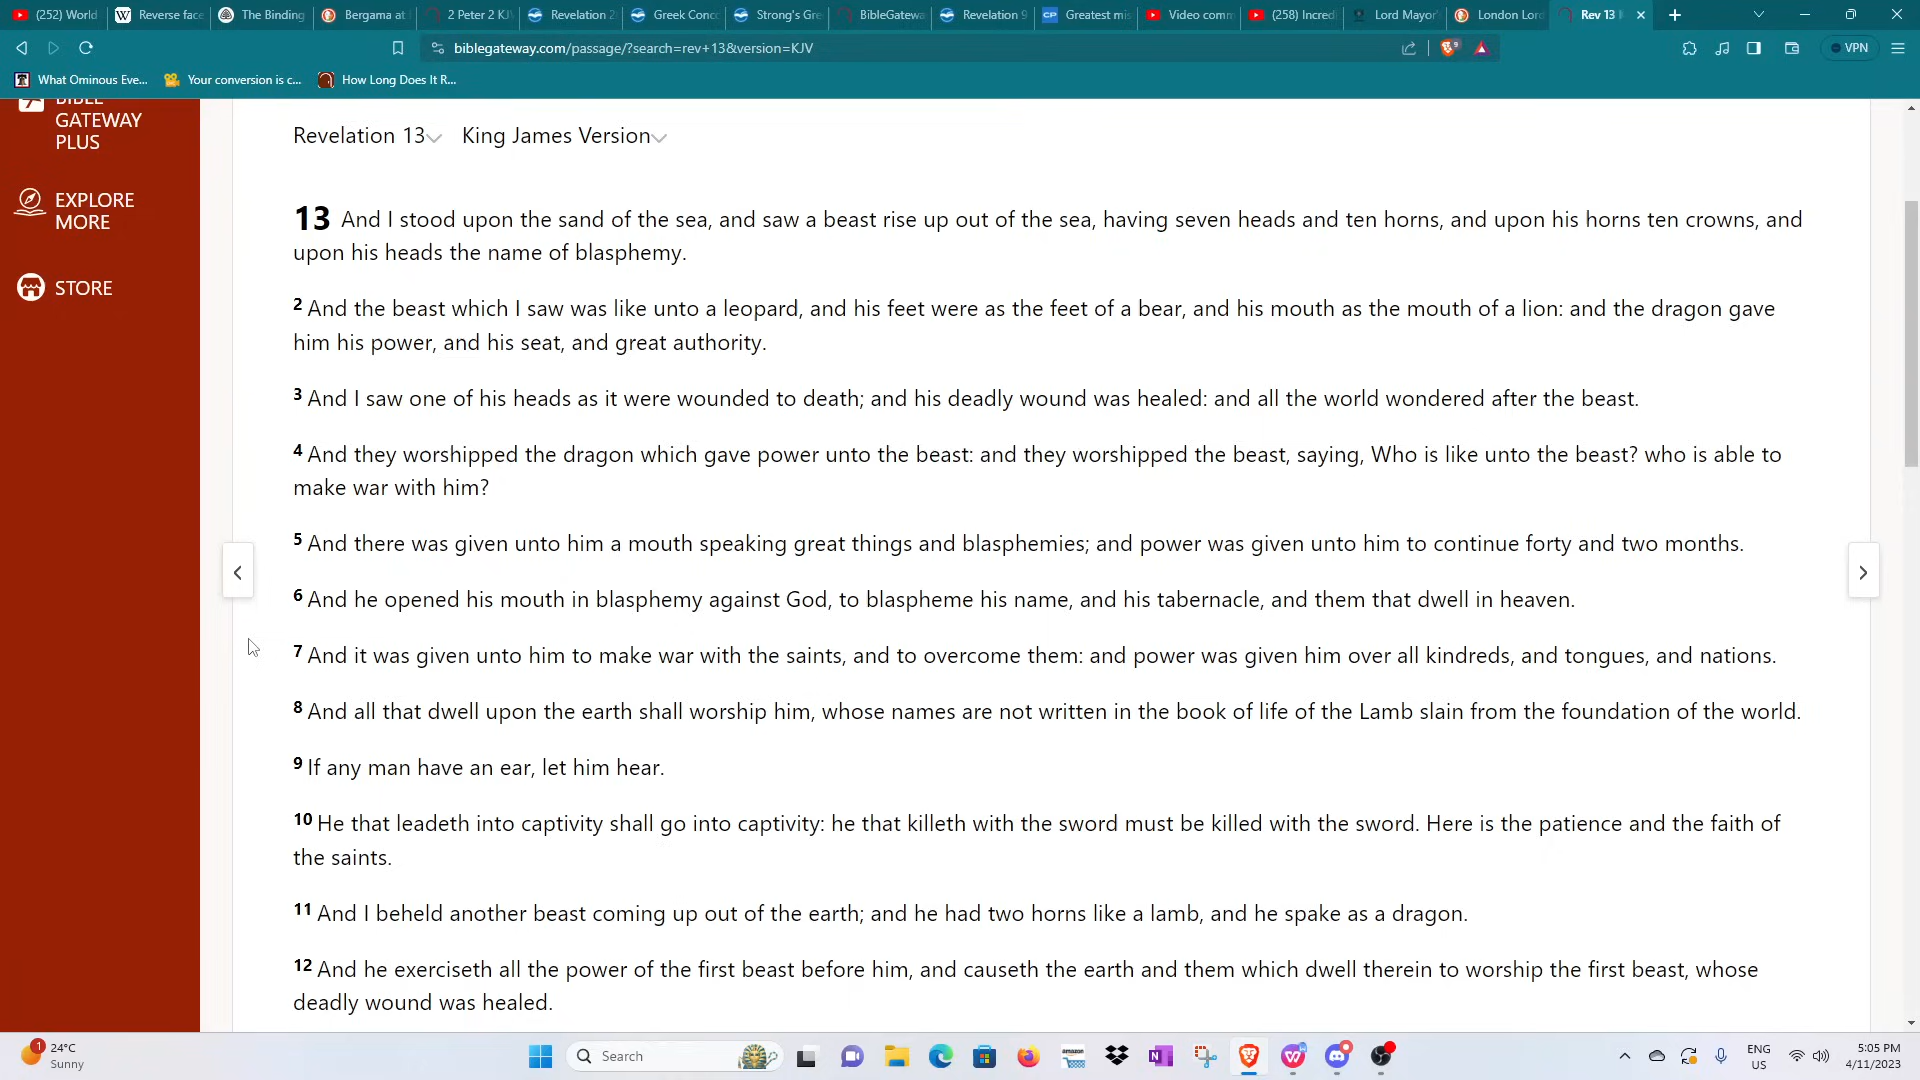 (252) World
Reverse face
The Binding
Bergama at
2 Peter 2 KJ
Revelation 2
Greek Conc
Strong's Gre
BibleGatewa
Revelation 9
Greatest mis
Video comm
(258) Incred
Lord Mayor'
London Lord
Rev 13
biblegateway.com/passage/?search=rev+13&version=KJV
VPN
What Ominous Eve...
Your conversion is c...
How Long Does It R...
BIBLE
GATEWAY
PLUS
EXPLORE
MORE
STORE
Revelation 13 King James Version
13 And I stood upon the sand of the sea, and saw a beast rise up out of the sea, having seven heads and ten horns, and upon his horns ten crowns, and
upon his heads the name of blasphemy.
2 And the beast which I saw was like unto a leopard, and his feet were as the feet of a bear, and his mouth as the mouth of a lion: and the dragon gave
him his power, and his seat, and great authority.
3 And I saw one of his heads as it were wounded to death; and his deadly wound was healed: and all the world wondered after the beast.
4 And they worshipped the dragon which gave power unto the beast: and they worshipped the beast, saying, Who is like unto the beast? who is able to
make war with him?
5 And there was given unto him a mouth speaking great things and blasphemies; and power was given unto him to continue forty and two months.
6 And he opened his mouth in blasphemy against God, to blaspheme his name, and his tabernacle, and them that dwell in heaven.
7 And it was given unto him to make war with the saints, and to overcome them: and power was given him over all kindreds, and tongues, and nations.
8 And all that dwell upon the earth shall worship him, whose names are not written in the book of life of the Lamb slain from the foundation of the world.
9 If any man have an ear, let him hear.
10 He that leadeth into captivity shall go into captivity: he that killeth with the sword must be killed with the sword. Here is the patience and the faith of
the saints.
11 And I beheld another beast coming up out of the earth; and he had two horns like a lamb, and he spake as a dragon.
12 And he exerciseth all the power of the first beast before him, and causeth the earth and them which dwell therein to worship the first beast, whose
deadly wound was healed.
1
24°C
Sunny
Search
ENG
US
5:05 PM
4/11/2023